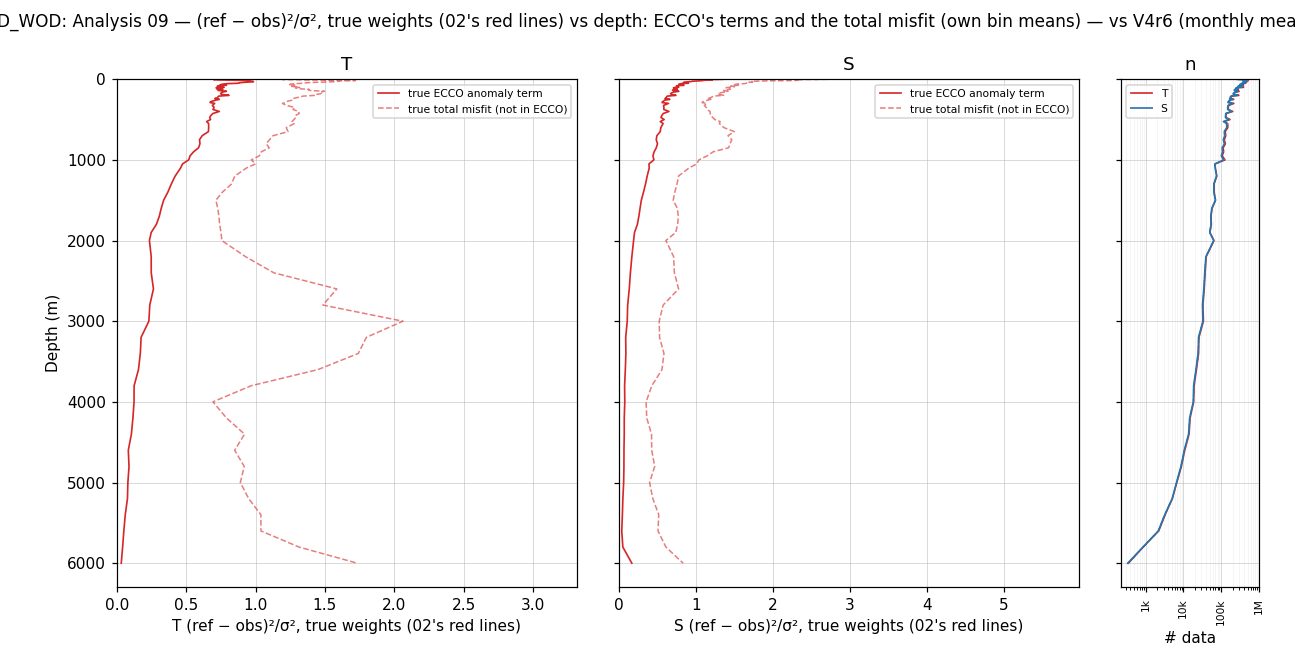 D_WOD: Analysis 09 — (ref − obs)²/σ², true weights (02's red lines) vs depth: ECCO's terms and the total misfit (own bin means) — vs V4r6 (monthly mea
T
S
n
true ECCO anomaly term
true total misfit (not in ECCO)
true ECCO anomaly term
true total misfit (not in ECCO)
T
S
0
1000
2000
3000
4000
5000
6000
Depth (m)
0.0 0.5 1.0 1.5 2.0 2.5 3.0
0 1 2 3 4 5
1k 10k 100k 1M
T (ref − obs)²/σ², true weights (02's red lines)
S (ref − obs)²/σ², true weights (02's red lines)
# data